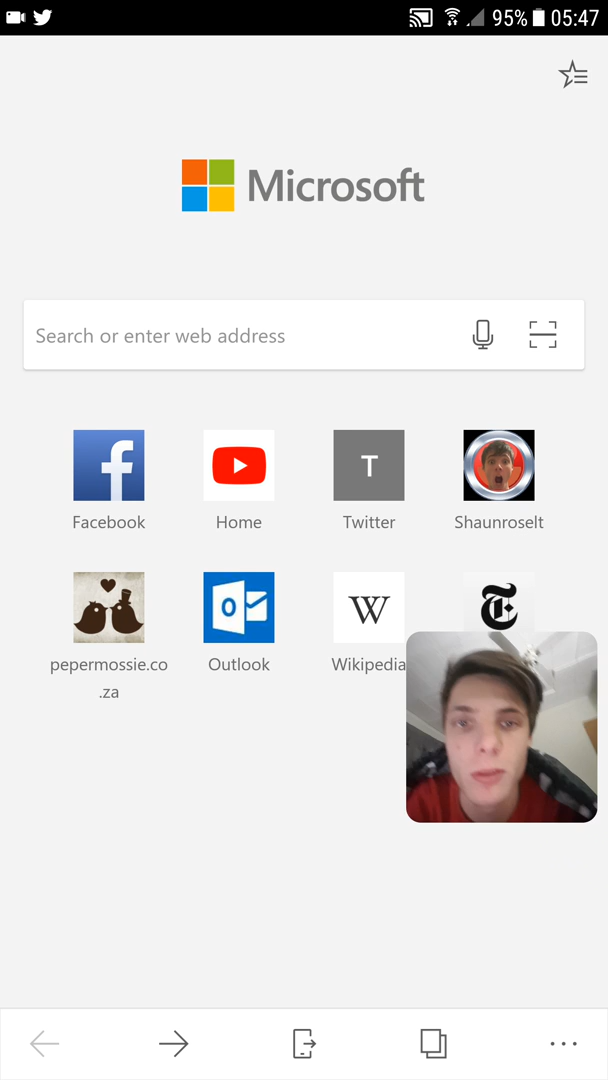 95% 05:47
Microsoft
Search or enter web address
T
Facebook Home Twitter Shaunroselt
W
pepermossie.co
.za
Outlook Wikipedia